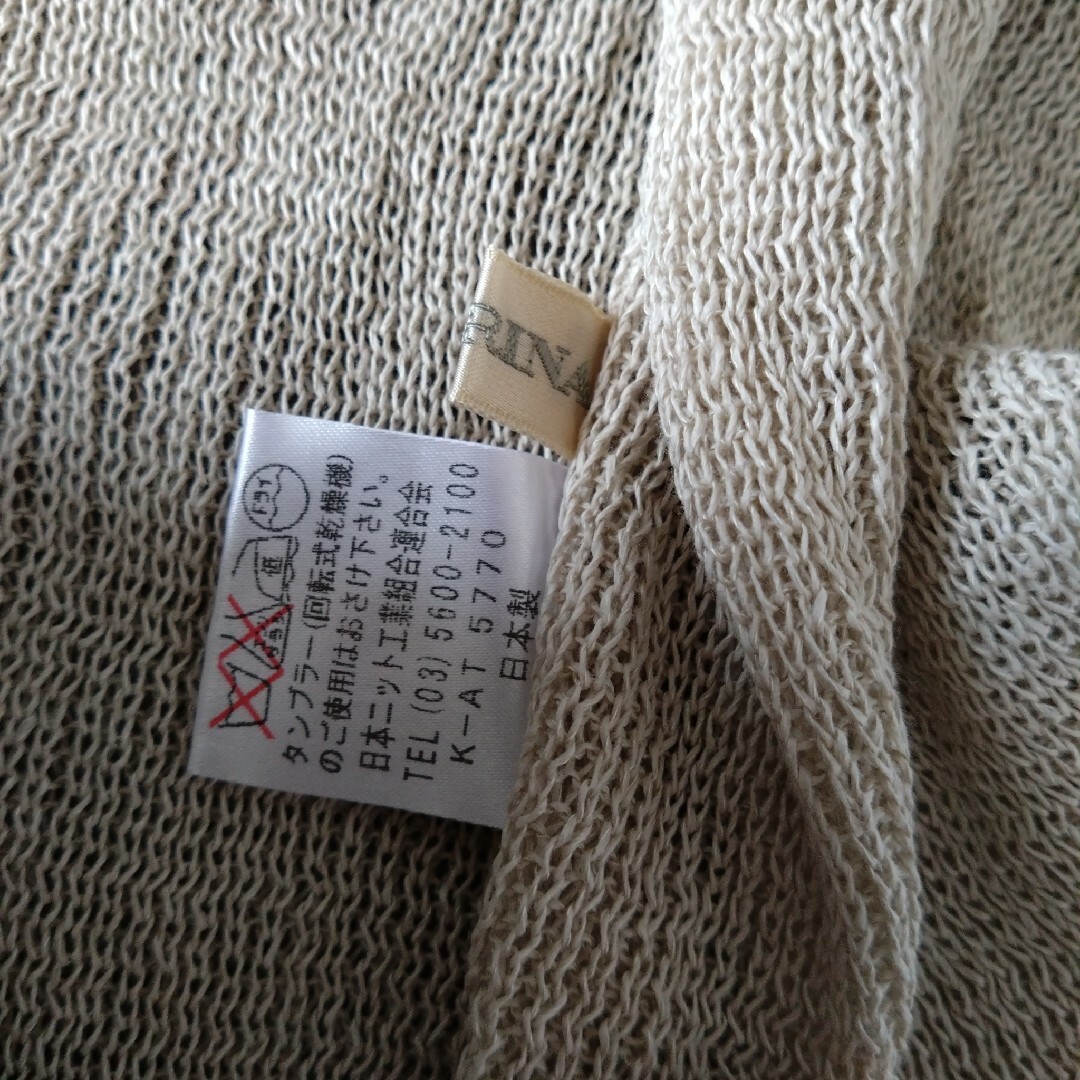 RINA
ドライ
低
タンブラー(回転式乾燥機)
のご使用はおさけ下さい。
日本ニット工業組合連合会
TEL(03)5600-2100
K-AT 5770
日本製